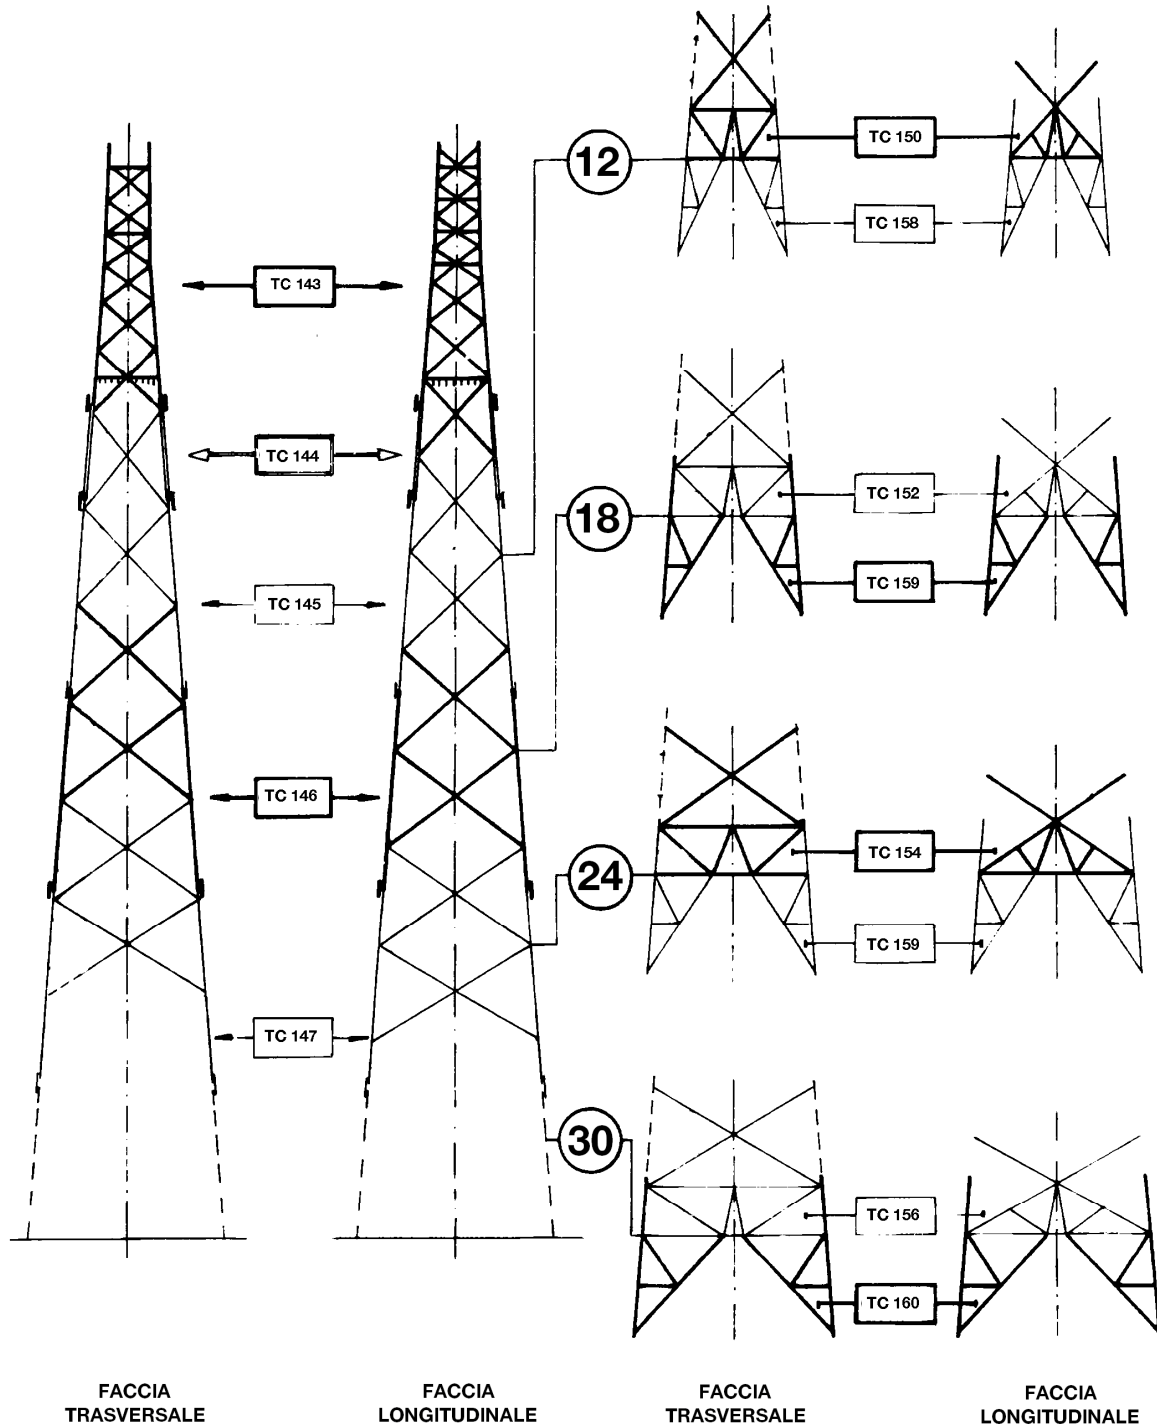 12
TC 150
TC 158
TC 143
TC 144
18
TC 152
TC 159
TC 145
TC 146
24
TC 154
TC 159
TC 147
30
TC 156
TC 160
FACCIA
TRASVERSALE
FACCIA
LONGITUDINALE
FACCIA
TRASVERSALE
FACCIA
LONGITUDINALE